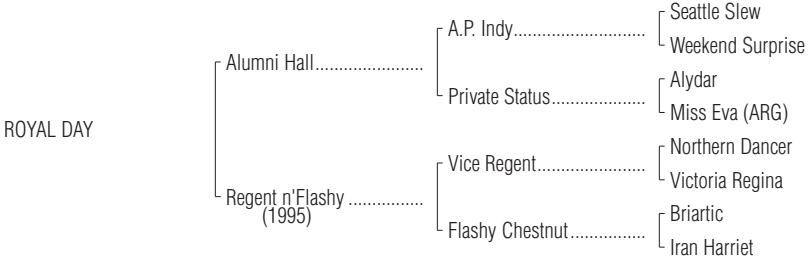 Seattle Slew
A.P. Indy..............................
Weekend Surprise
Alumni Hall.........................
Alydar
Private Status.....................
Miss Eva (ARG)
ROYAL DAY
Northern Dancer
Vice Regent.........................
Victoria Regina
Regent n'Flashy .................
(1995)
Briartic
Flashy Chestnut.................
Iran Harriet